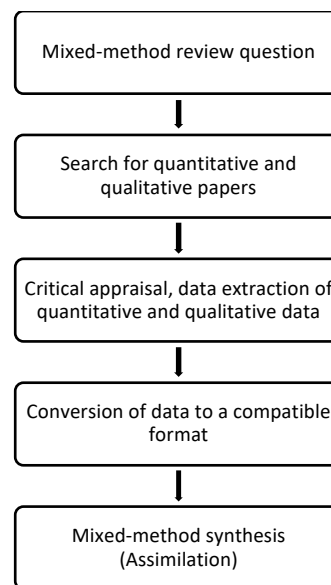 Mixed-method review question
Search for quantitative and
qualitative papers
Critical appraisal, data extraction of
quantitative and qualitative data
Conversion of data to a compatible
format
Mixed-method synthesis
(Assimilation)